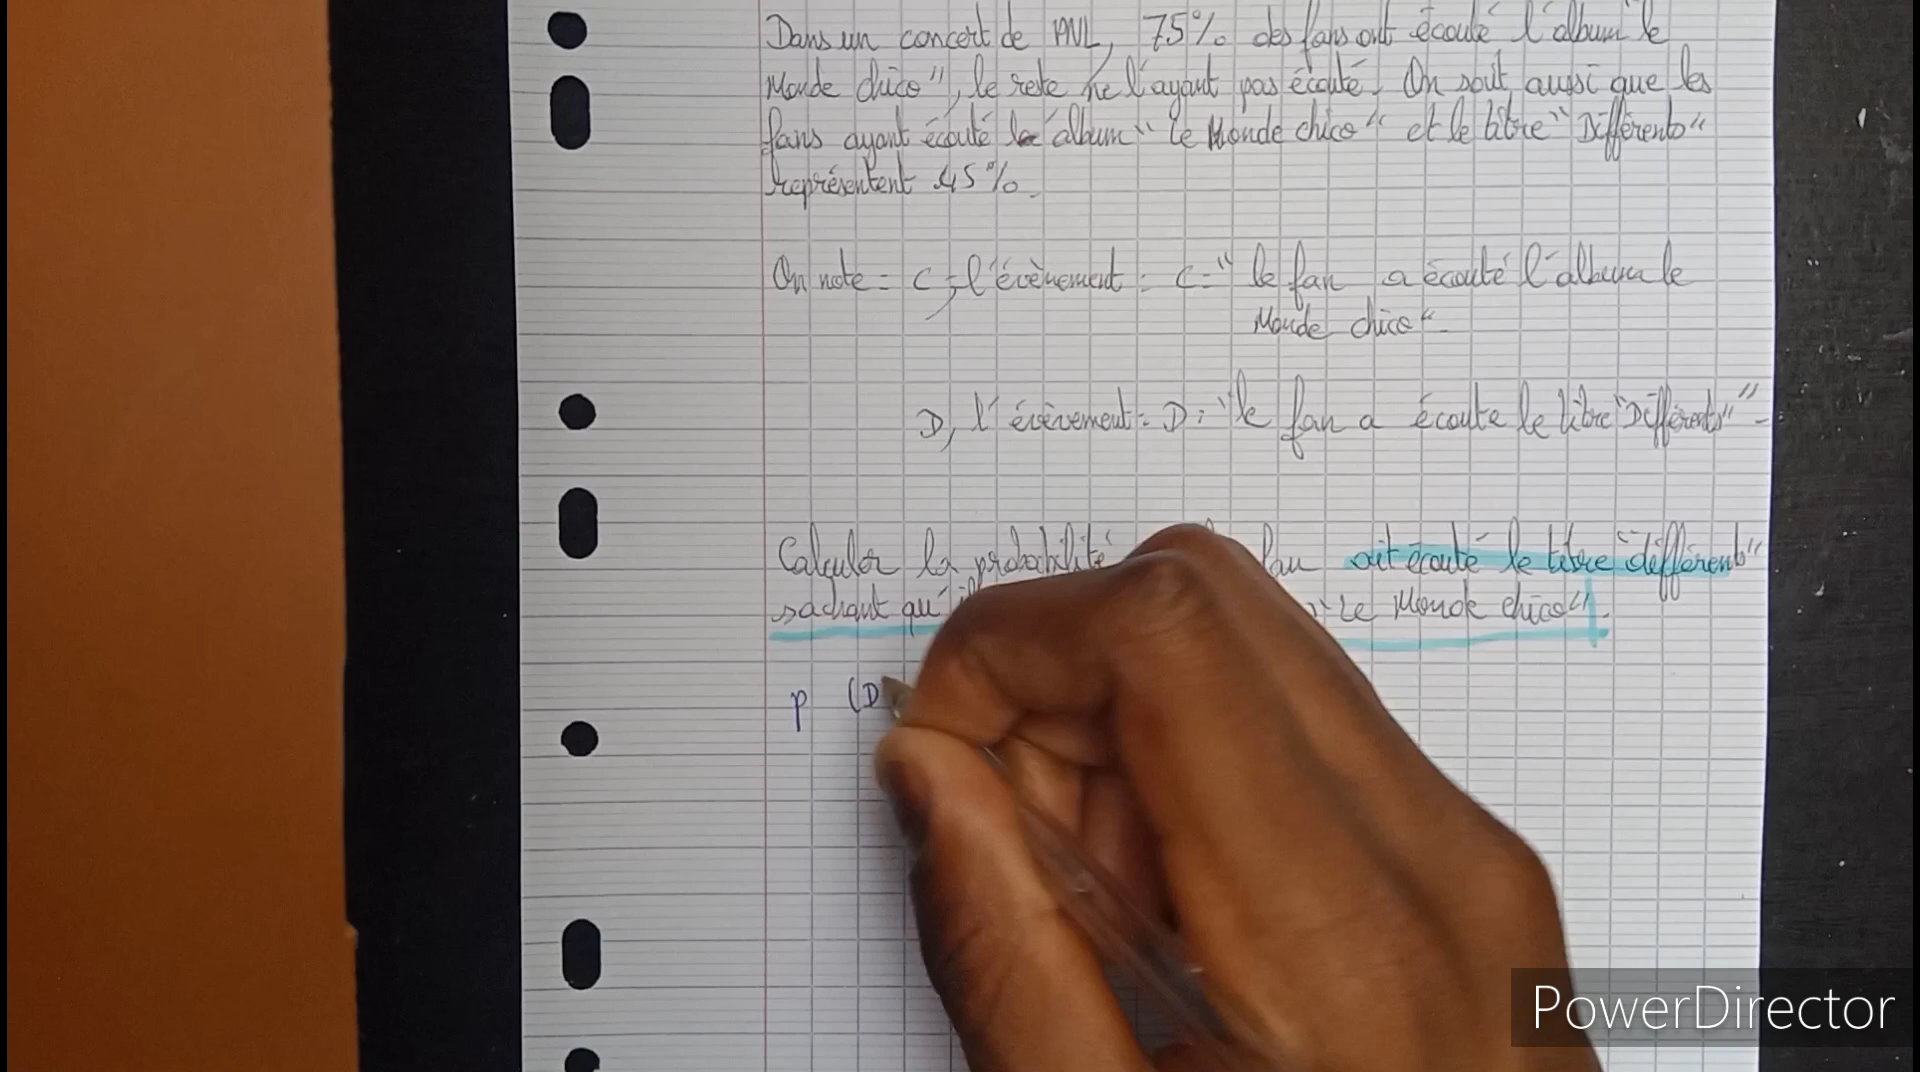 Dans un concert de PNL, 75% des fans ont écouté l'album "le
Monde chico", le reste ne l'ayant pas écouté. On sait aussi que les
fans ayant écouté l'album "Le Monde chico" et le titre "Différents"
représentent 45%.
On note : C, l'évènement : C = "le fan a écouté l'album le
Monde chico".
D, l'évènement : D : "le fan a écouté le titre "Différents"".
Calculer la probabilité fan ait écouté le titre "différents"
sachant qu'il "Le Monde chico".
p (D
PowerDirector